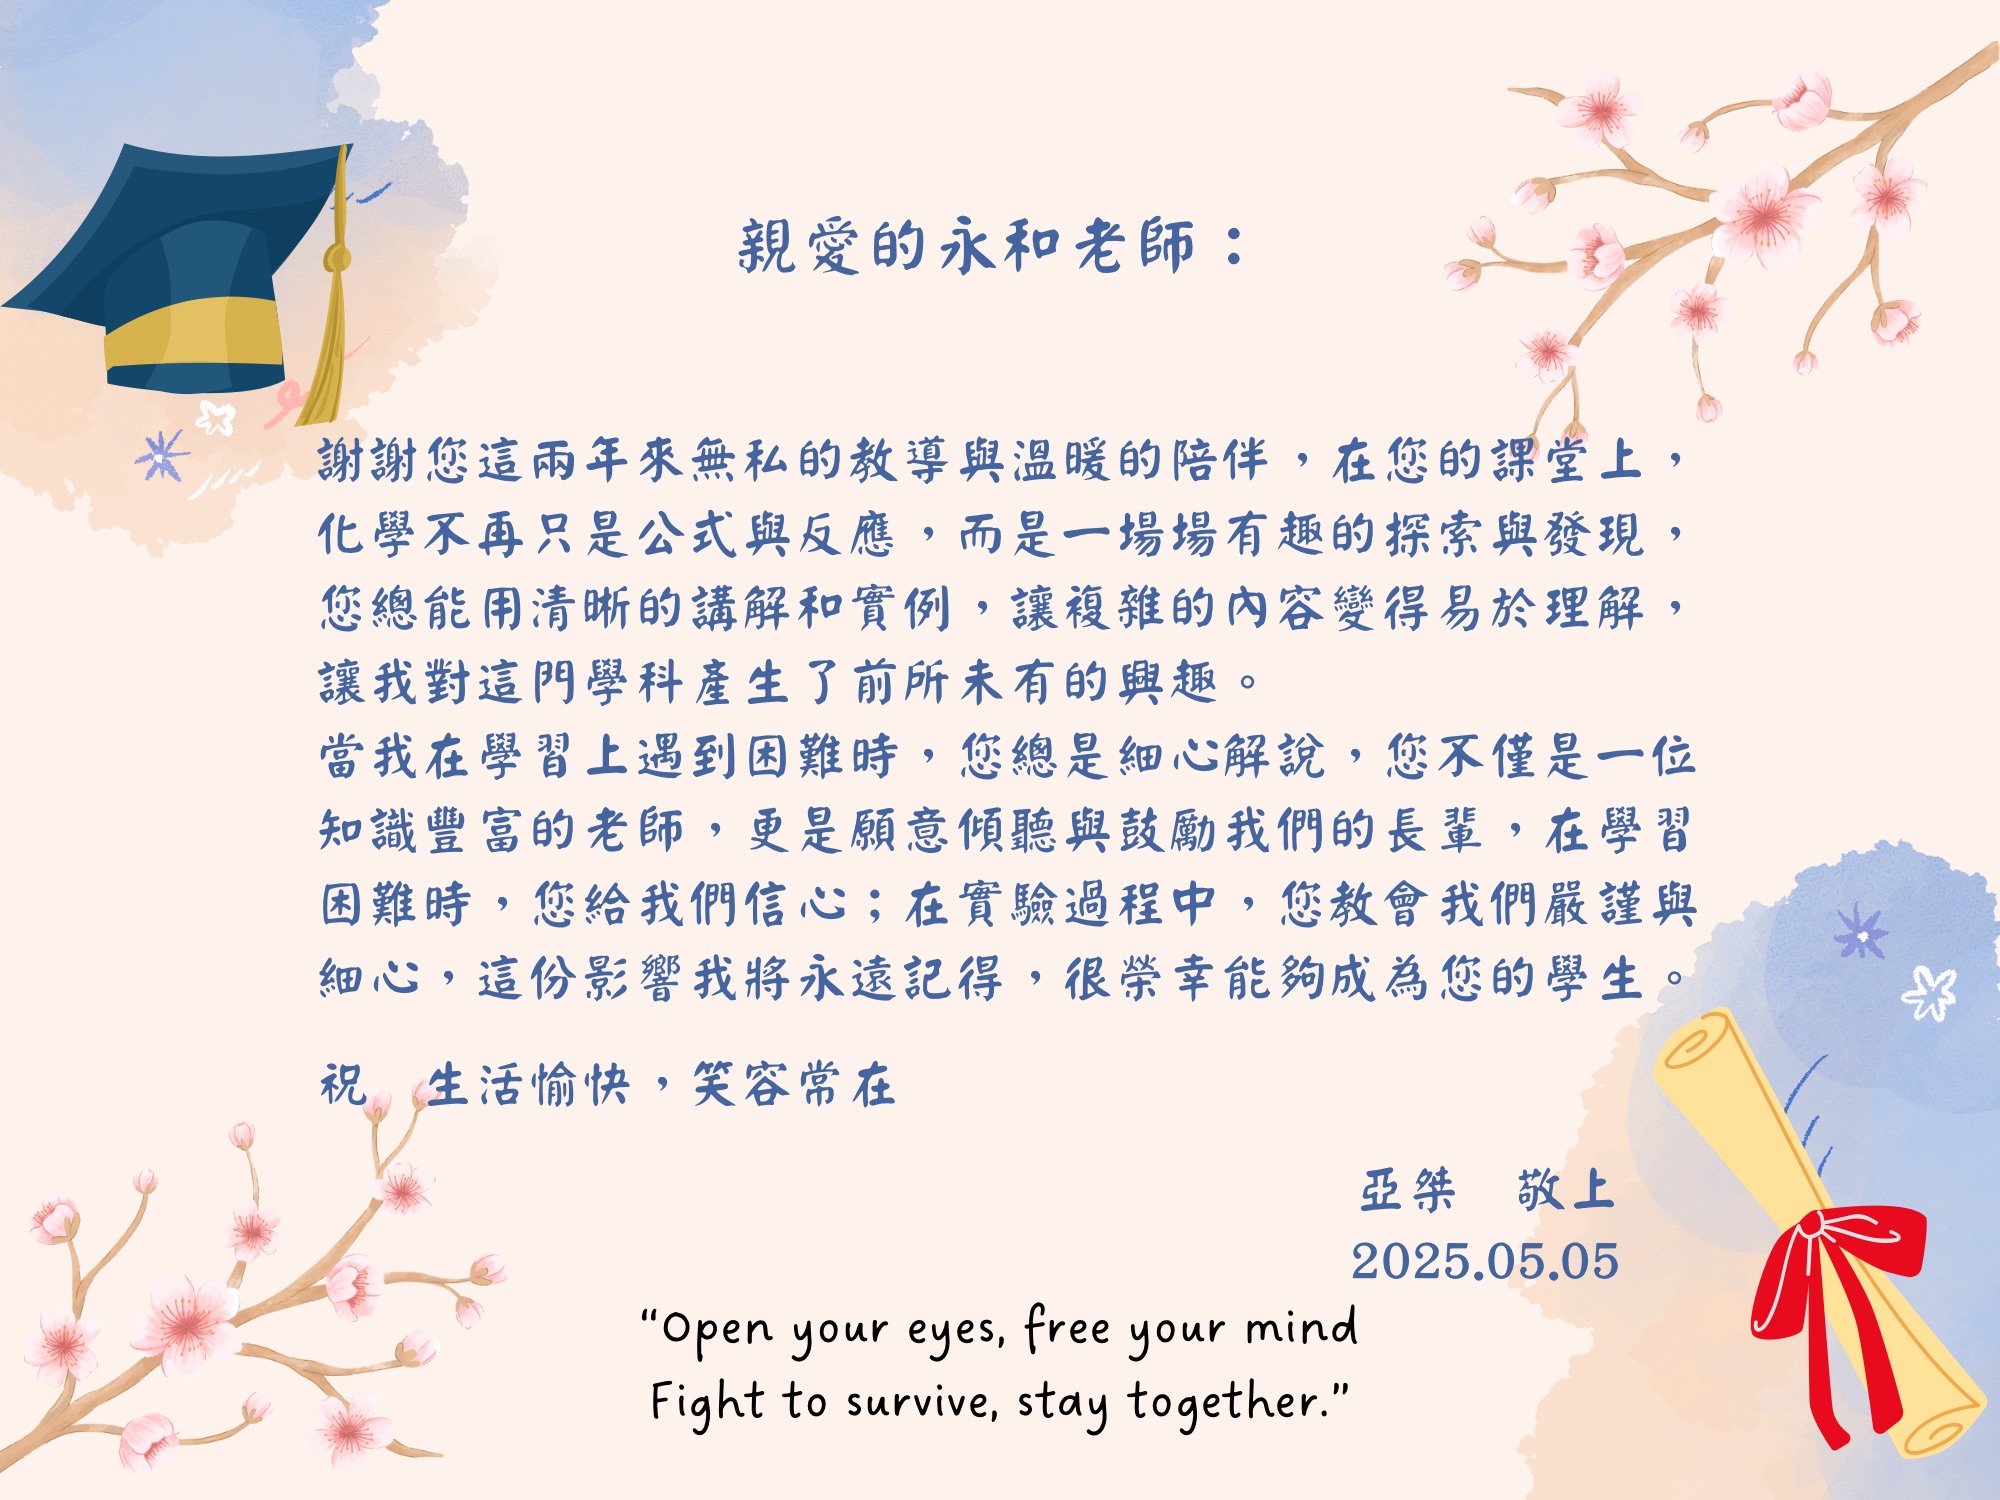 親愛的永和老師：
謝謝您這兩年來無私的教導與溫暖的陪伴，在您的課堂上，
化學不再只是公式與反應，而是一場場有趣的探索與發現，
您總能用清晰的講解和實例，讓複雜的內容變得易於理解，
讓我對這門學科產生了前所未有的興趣。
當我在學習上遇到困難時，您總是細心解說，您不僅是一位
知識豐富的老師，更是願意傾聽與鼓勵我們的長輩，在學習
困難時，您給我們信心；在實驗過程中，您教會我們嚴謹與
細心，這份影響我將永遠記得，很榮幸能夠成為您的學生。
祝　生活愉快，笑容常在
亞桀　敬上
2025.05.05
“Open your eyes, free your mind
Fight to survive, stay together.”